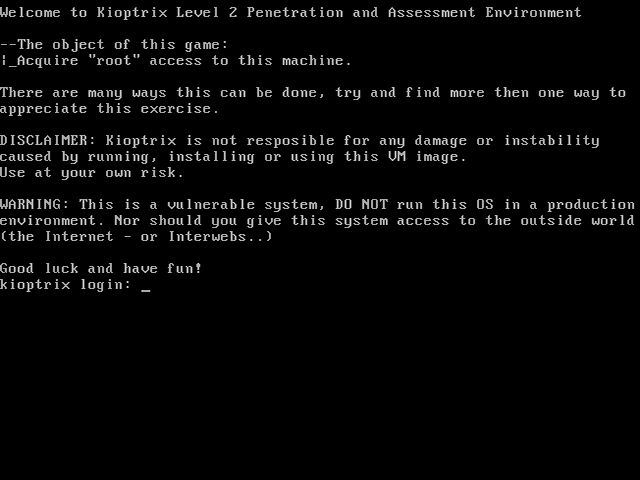 Welcome to Kioptrix Level 2 Penetration and Assessment Environment
--The object of this game:
|_Acquire "root" access to this machine.
There are many ways this can be done, try and find more then one way to
appreciate this exercise.
DISCLAIMER: Kioptrix is not resposible for any damage or instability
caused by running, installing or using this VM image.
Use at your own risk.
WARNING: This is a vulnerable system, DO NOT run this OS in a production
environment. Nor should you give this system access to the outside world
(the Internet - or Interwebs..)
Good luck and have fun!
kioptrix login: _